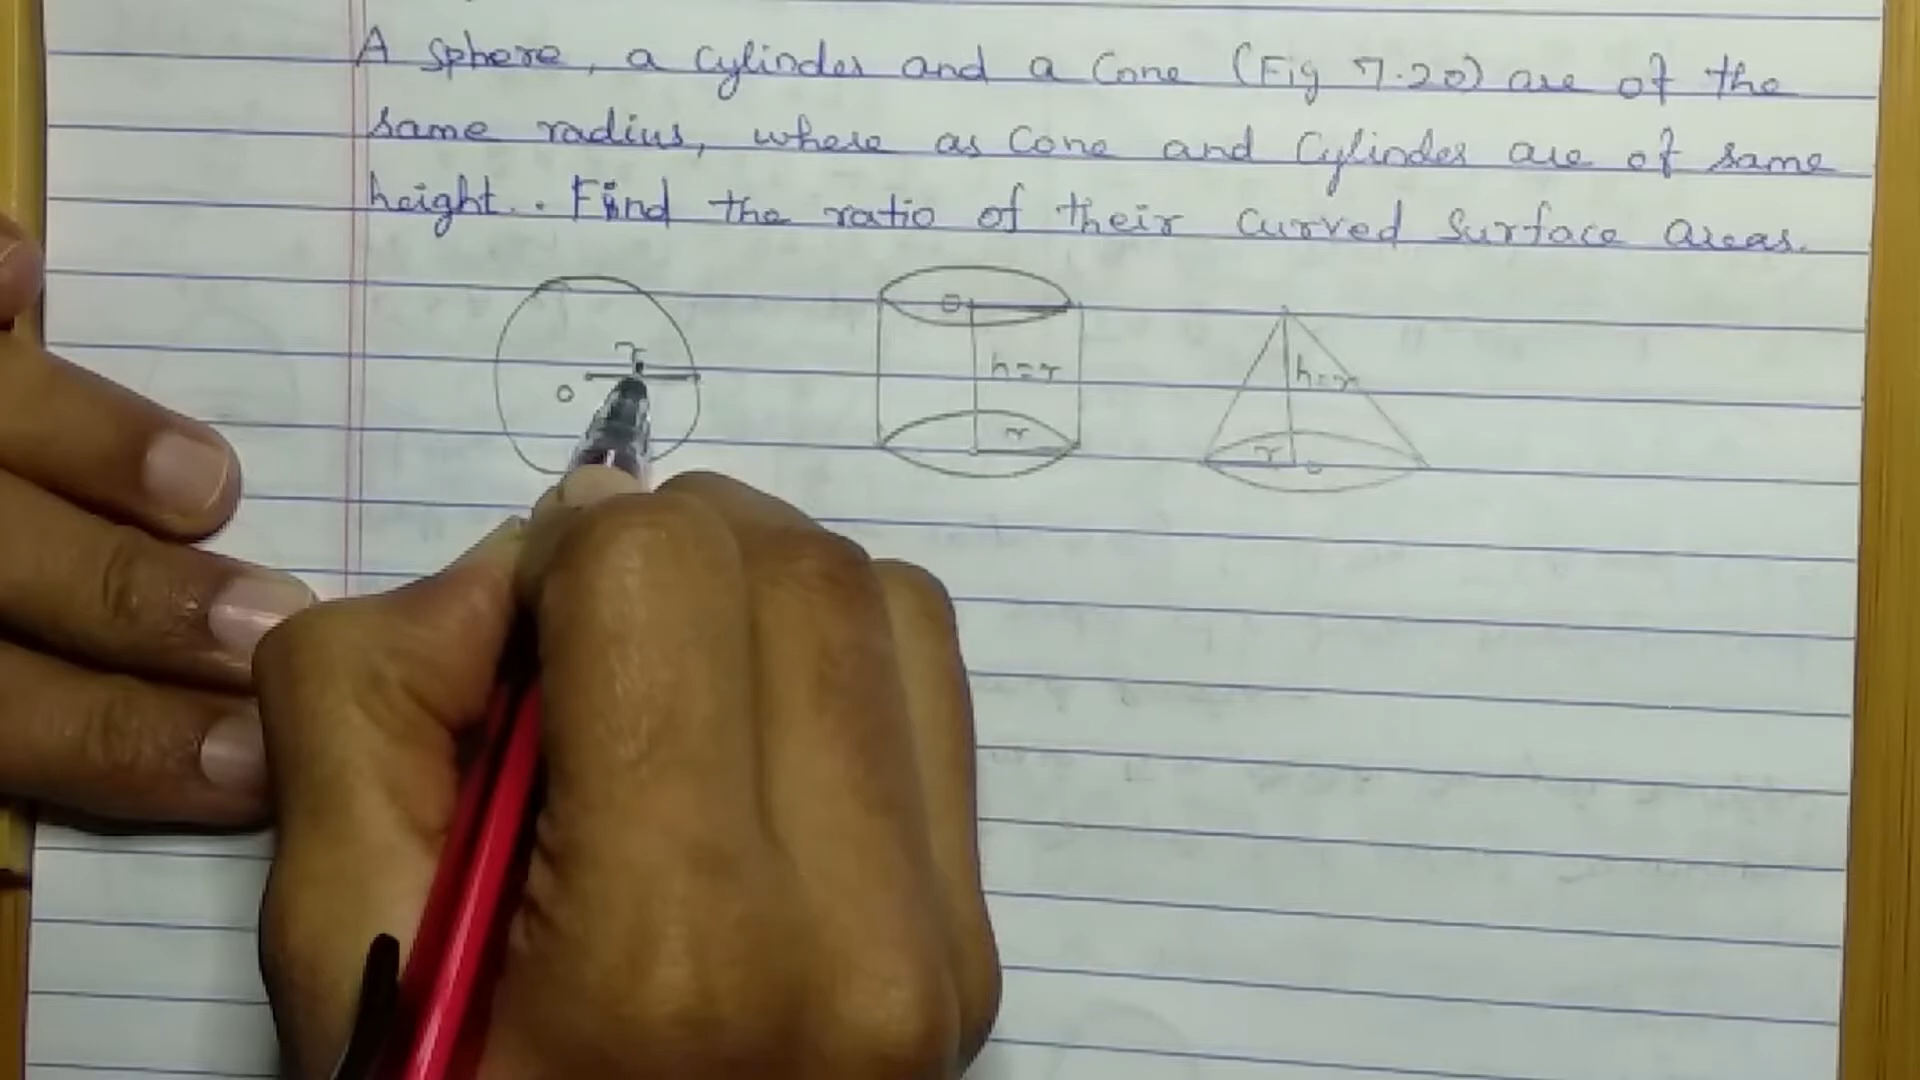 A sphere, a cylinder and a Cone (Fig 7.20) are of the
same radius, where as Cone and Cylinder are of same
height.. Find the ratio of their curved surface areas.
r
o
o
h=r
r
h=r
r
o